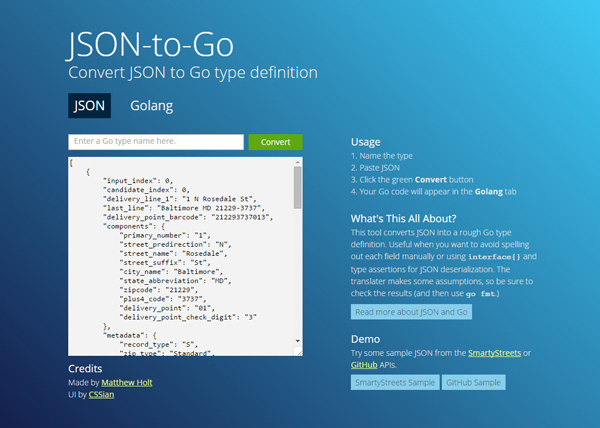 JSON-to-Go
Convert JSON to Go type definition
JSON Golang
Enter a Go type name here.
Convert
[
{
"input_index": 0,
"candidate_index": 0,
"delivery_line_1": "1 N Rosedale St",
"last_line": "Baltimore MD 21229-3737",
"delivery_point_barcode": "212293737013",
"components": {
"primary_number": "1",
"street_predirection": "N",
"street_name": "Rosedale",
"street_suffix": "St",
"city_name": "Baltimore",
"state_abbreviation": "MD",
"zipcode": "21229",
"plus4_code": "3737",
"delivery_point": "01",
"delivery_point_check_digit": "3"
},
"metadata": {
"record_type": "S",
"zip_type": "Standard",
Credits
Made by Matthew Holt
UI by CSSian
Usage
1. Name the type
2. Paste JSON
3. Click the green Convert button
4. Your Go code will appear in the Golang tab
What's This All About?
This tool converts JSON into a rough Go type
definition. Useful when you want to avoid spelling
out each field manually or using interface{} and
type assertions for JSON deserialization. The
translater makes some assumptions, so be sure to
check the results (and then use go fmt.)
Read more about JSON and Go
Demo
Try some sample JSON from the SmartyStreets or
GitHub APIs.
SmartyStreets Sample GitHub Sample